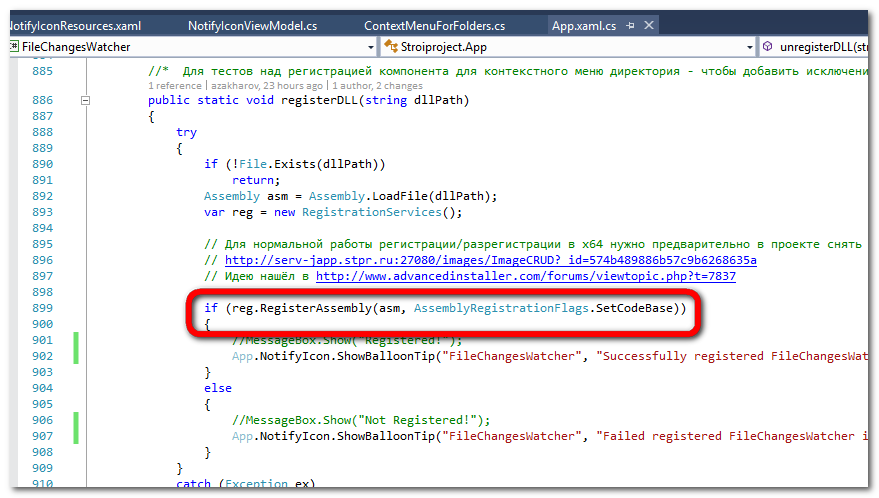 NotifyIconResources.xaml NotifyIconViewModel.cs ContextMenuForFolders.cs App.xaml.cs
FileChangesWatcher Stroiproject.App unregisterDLL(str
885 //* Для тестов над регистрацией компонента для контекстного меню директория - чтобы добавить исключени
1 reference | azakharov, 23 hours ago | 1 author, 2 changes
886 public static void registerDLL(string dllPath)
887 {
888 try
889 {
890 if (!File.Exists(dllPath))
891 return;
892 Assembly asm = Assembly.LoadFile(dllPath);
893 var reg = new RegistrationServices();
894
895 // Для нормальной работы регистрации/разрегистрации в x64 нужно предварительно в проекте снять
896 // http://serv-japp.stpr.ru:27080/images/ImageCRUD?_id=574b489886b57c9b6268635a
897 // Идею нашёл в http://www.advancedinstaller.com/forums/viewtopic.php?t=7837
898
899 if (reg.RegisterAssembly(asm, AssemblyRegistrationFlags.SetCodeBase))
900 {
901 //MessageBox.Show("Registered!");
902 App.NotifyIcon.ShowBalloonTip("FileChangesWatcher", "Successfully registered FileChangesWat
903 }
904 else
905 {
906 //MessageBox.Show("Not Registered!");
907 App.NotifyIcon.ShowBalloonTip("FileChangesWatcher", "Failed registered FileChangesWatcher i
908 }
909 }
910 catch (Exception ex)